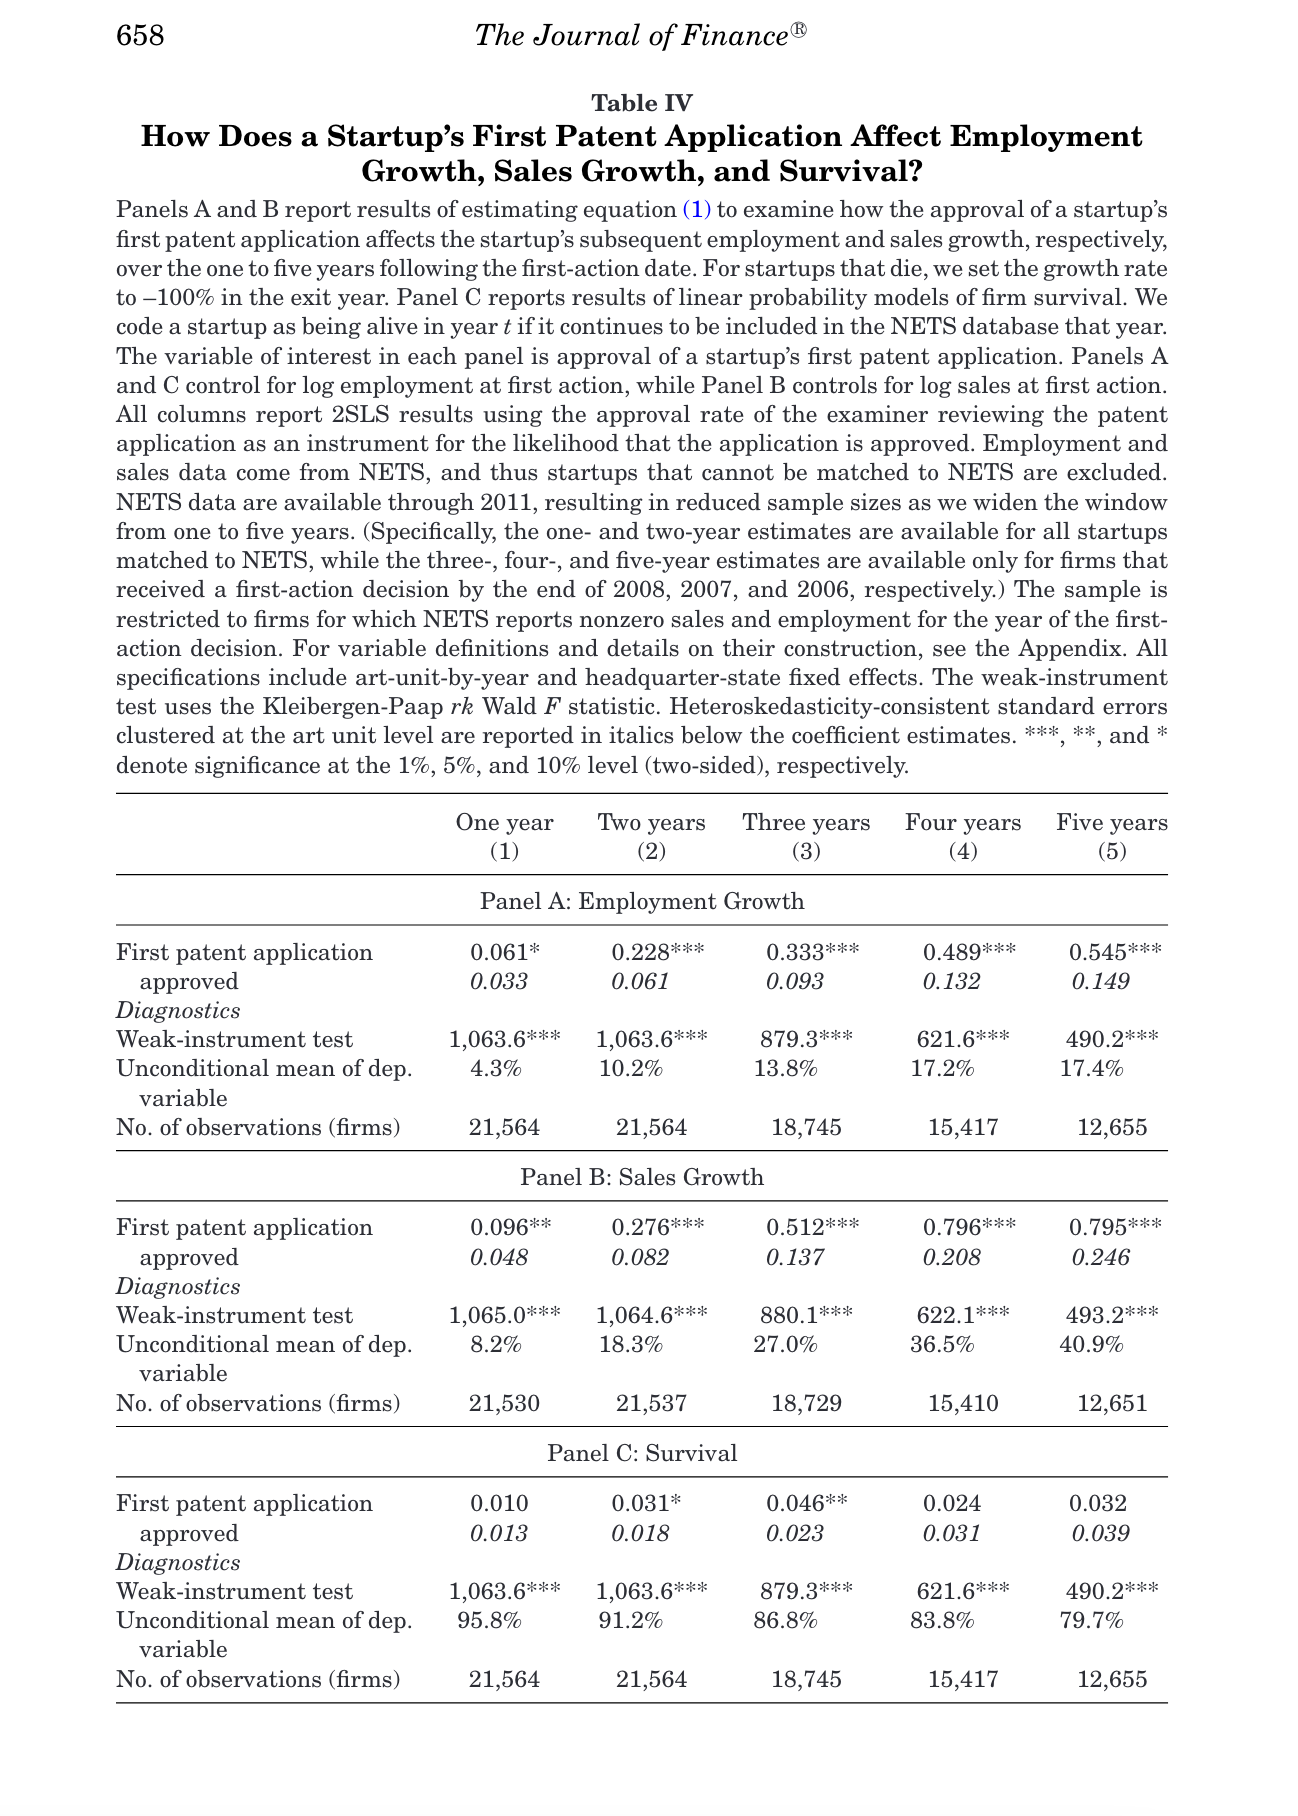 658
The Journal of Finance®
Table IV
How Does a Startup’s First Patent Application Affect Employment
Growth, Sales Growth, and Survival?
Panels A and B report results of estimating equation (1) to examine how the approval of a startup’s
first patent application affects the startup’s subsequent employment and sales growth, respectively,
over the one to five years following the first-action date. For startups that die, we set the growth rate
to –100% in the exit year. Panel C reports results of linear probability models of firm survival. We
code a startup as being alive in year t if it continues to be included in the NETS database that year.
The variable of interest in each panel is approval of a startup’s first patent application. Panels A
and C control for log employment at first action, while Panel B controls for log sales at first action.
All columns report 2SLS results using the approval rate of the examiner reviewing the patent
application as an instrument for the likelihood that the application is approved. Employment and
sales data come from NETS, and thus startups that cannot be matched to NETS are excluded.
NETS data are available through 2011, resulting in reduced sample sizes as we widen the window
from one to five years. (Specifically, the one- and two-year estimates are available for all startups
matched to NETS, while the three-, four-, and five-year estimates are available only for firms that
received a first-action decision by the end of 2008, 2007, and 2006, respectively.) The sample is
restricted to firms for which NETS reports nonzero sales and employment for the year of the first-
action decision. For variable definitions and details on their construction, see the Appendix. All
specifications include art-unit-by-year and headquarter-state fixed effects. The weak-instrument
test uses the Kleibergen-Paap rk Wald F statistic. Heteroskedasticity-consistent standard errors
clustered at the art unit level are reported in italics below the coefficient estimates. ***, **, and *
denote significance at the 1%, 5%, and 10% level (two-sided), respectively.
One year Two years Three years Four years Five years
(1) (2) (3) (4) (5)
Panel A: Employment Growth
First patent application 0.061* 0.228*** 0.333*** 0.489*** 0.545***
approved 0.033 0.061 0.093 0.132 0.149
Diagnostics
Weak-instrument test 1,063.6*** 1,063.6*** 879.3*** 621.6*** 490.2***
Unconditional mean of dep. 4.3% 10.2% 13.8% 17.2% 17.4%
variable
No. of observations (firms) 21,564 21,564 18,745 15,417 12,655
Panel B: Sales Growth
First patent application 0.096** 0.276*** 0.512*** 0.796*** 0.795***
approved 0.048 0.082 0.137 0.208 0.246
Diagnostics
Weak-instrument test 1,065.0*** 1,064.6*** 880.1*** 622.1*** 493.2***
Unconditional mean of dep. 8.2% 18.3% 27.0% 36.5% 40.9%
variable
No. of observations (firms) 21,530 21,537 18,729 15,410 12,651
Panel C: Survival
First patent application 0.010 0.031* 0.046** 0.024 0.032
approved 0.013 0.018 0.023 0.031 0.039
Diagnostics
Weak-instrument test 1,063.6*** 1,063.6*** 879.3*** 621.6*** 490.2***
Unconditional mean of dep. 95.8% 91.2% 86.8% 83.8% 79.7%
variable
No. of observations (firms) 21,564 21,564 18,745 15,417 12,655